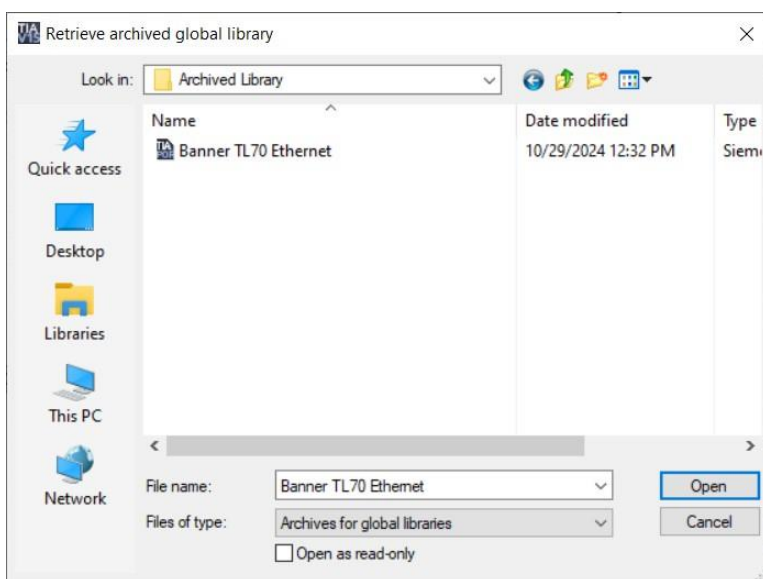 Retrieve archived global library
Look in: Archived Library
Name Date modified Type
Banner TL70 Ethernet 10/29/2024 12:32 PM Sieme
Quick access
Desktop
Libraries
This PC
Network
File name: Banner TL70 Ethernet Open
Files of type: Archives for global libraries Cancel
Open as read-only